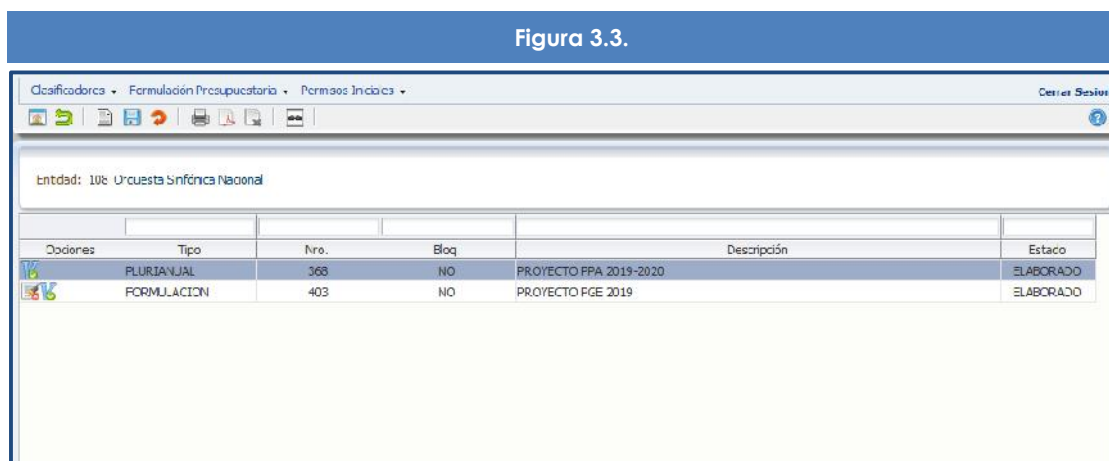 Figura 3.3.
Clasificadores Formulación Presupuestaria Permisos Iniciales Cerrar Sesion
Entidad: 108 Orquesta Sinfónica Nacional
Opciones Tipo Nro. Bloq Descripción Estado
PLURIANUAL 368 NO PROYECTO PPA 2019-2020 ELABORADO
FORMULACION 403 NO PROYECTO PGE 2019 ELABORADO